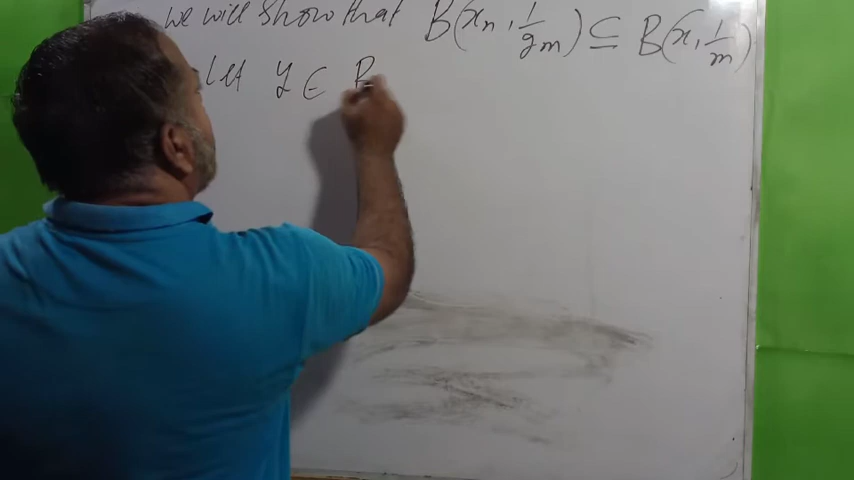 we will show that B(xₙ, 1/2m) ⊆ B(x, 1/m)
Let y ∈ B